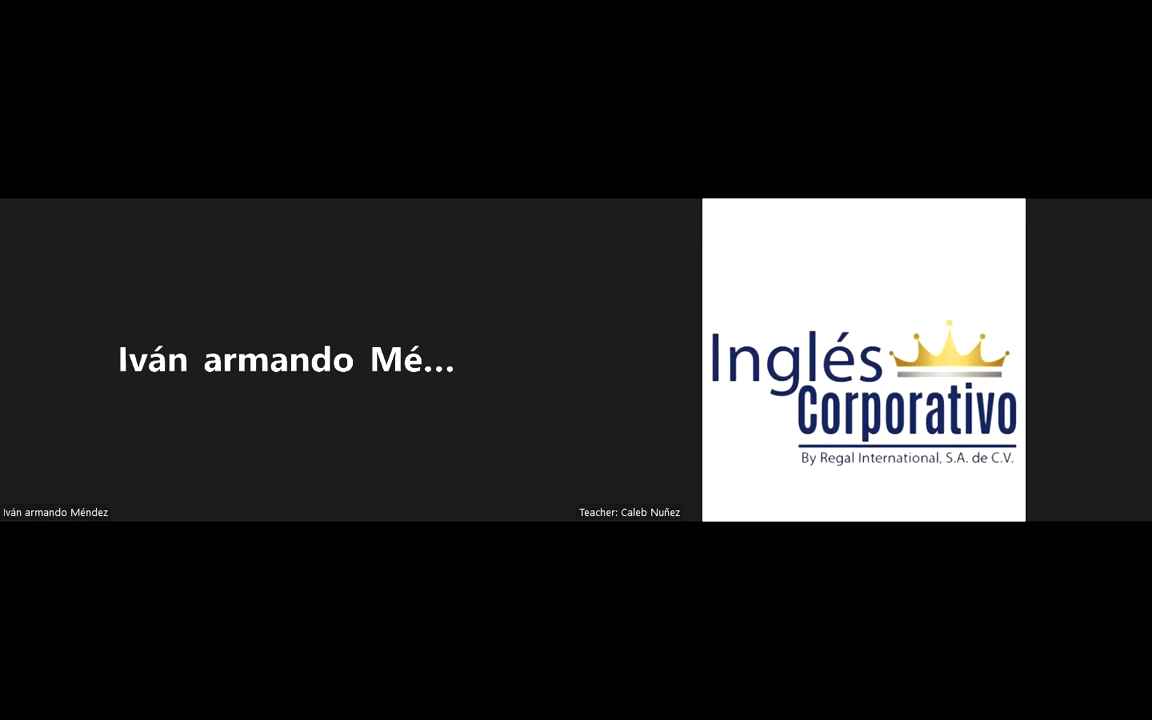 Iván armando Mé...
Iván armando Méndez
Teacher: Caleb Nuñez
Inglés
Corporativo
By Regal International, S.A. de C.V.